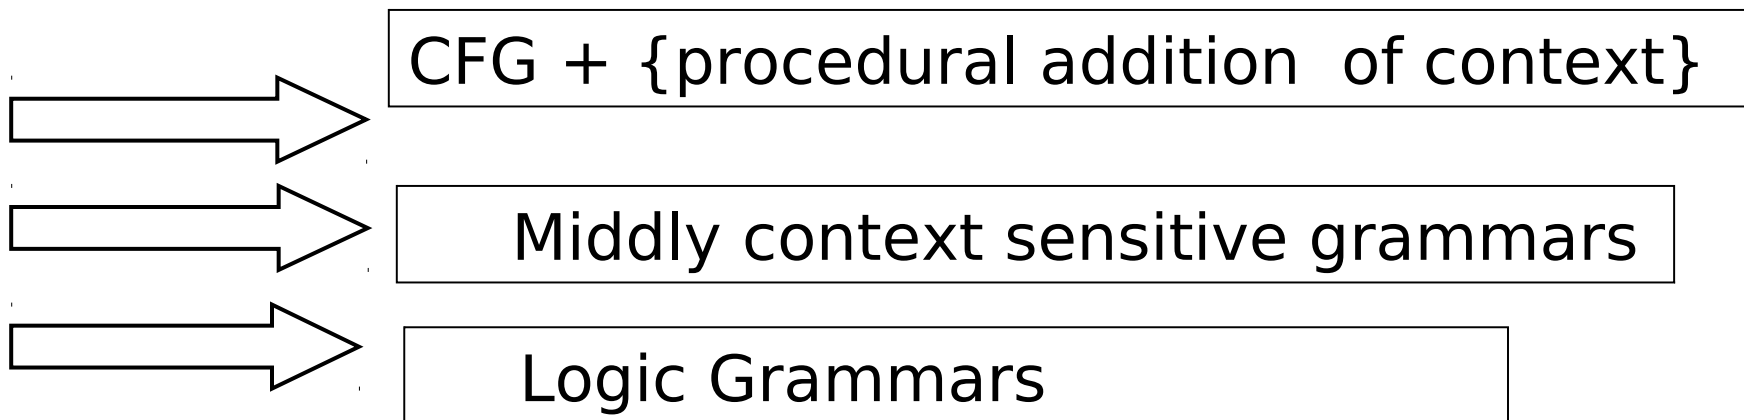 CFG + {procedural addition  of context}
Middly context sensitive grammars
Logic Grammars